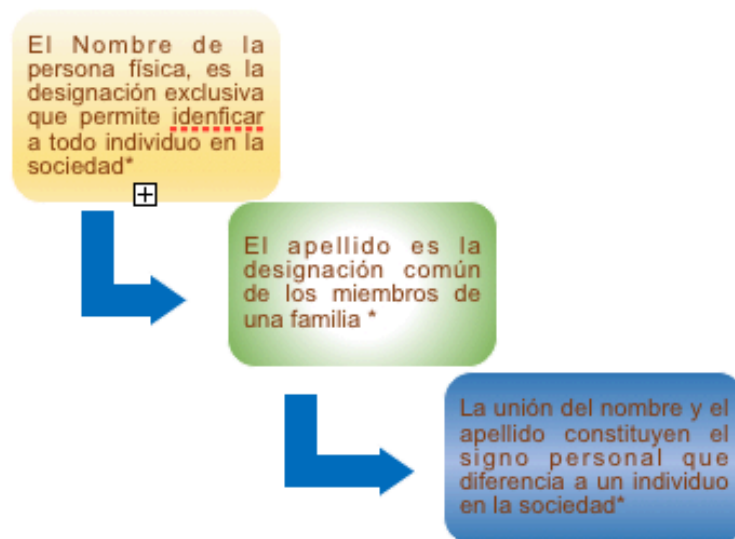 El Nombre de la
persona física, es la
designación exclusiva
que permite idenficar
a todo individuo en la
sociedad*
El apellido es la
designación común
de los miembros de
una familia *
La unión del nombre y el
apellido constituyen el
signo personal que
diferencia a un individuo
en la sociedad*